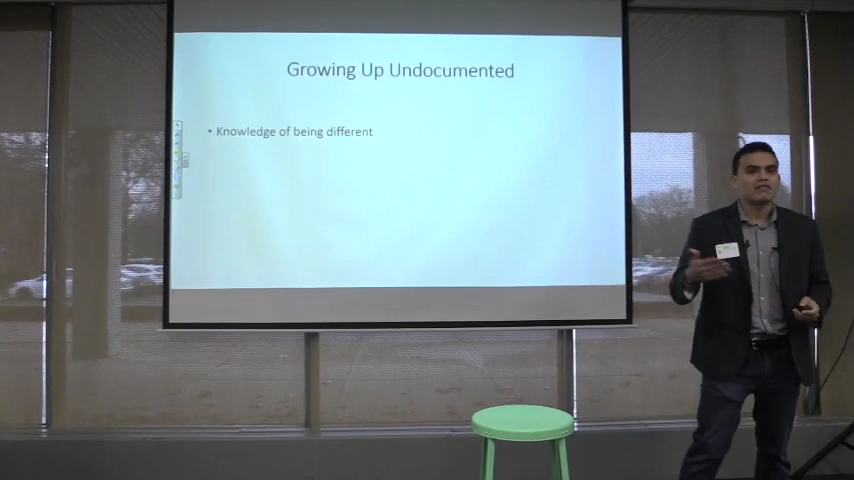 Growing Up Undocumented
• Knowledge of being different